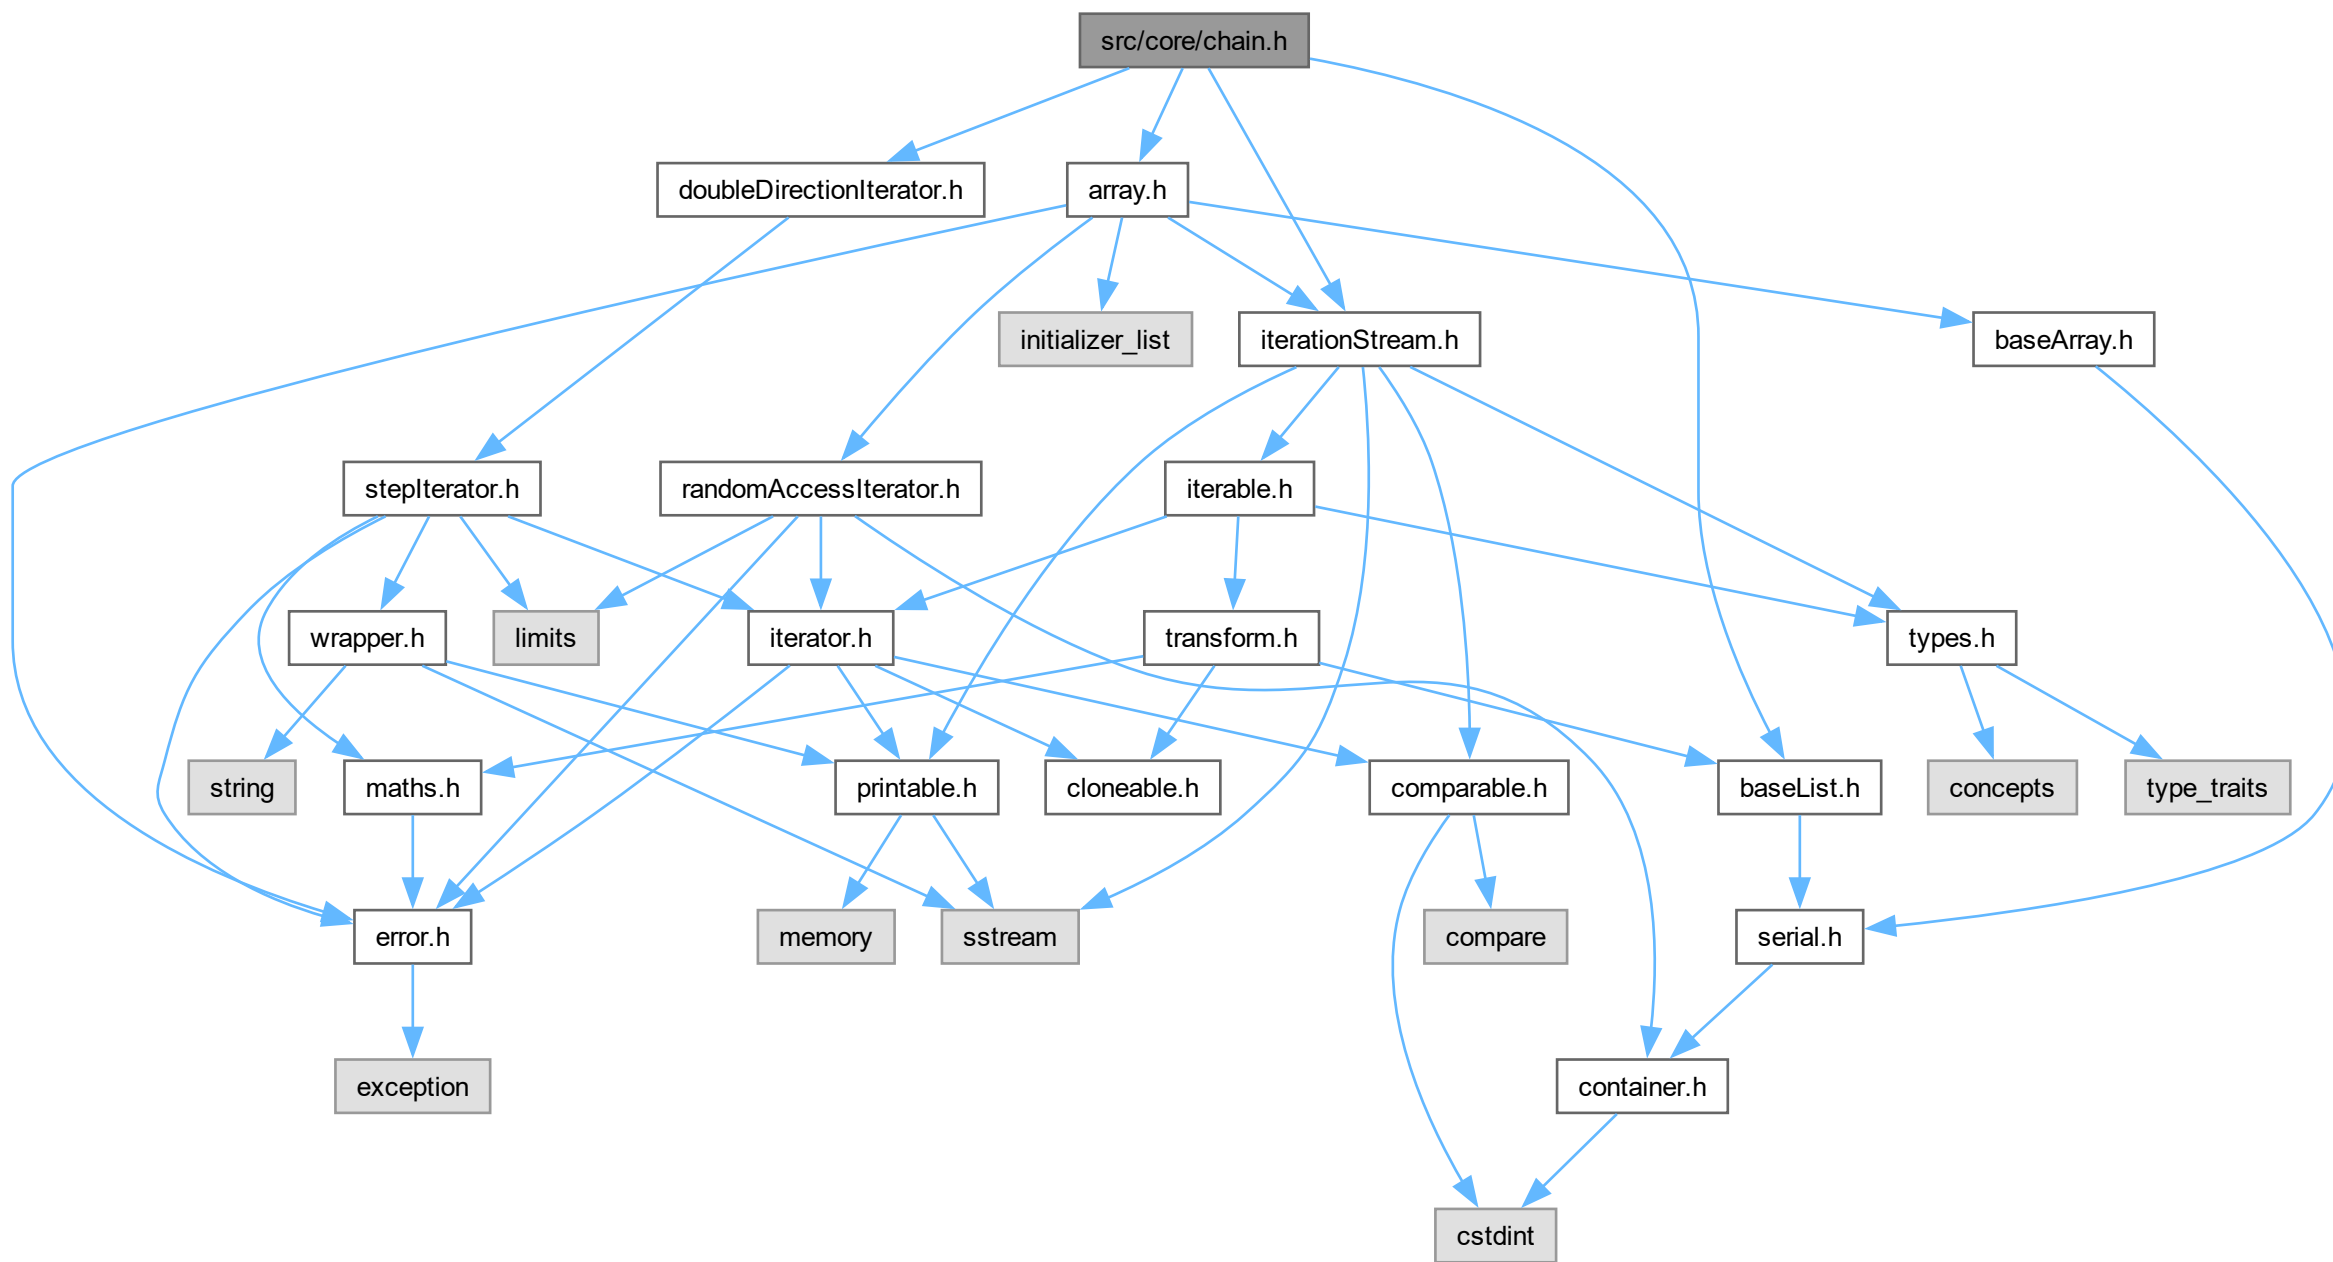 src/core/chain.h
doubleDirectionIterator.h
array.h
initializer_list
iterationStream.h
baseArray.h
stepIterator.h
randomAccessIterator.h
iterable.h
wrapper.h
limits
iterator.h
transform.h
types.h
string
maths.h
printable.h
cloneable.h
comparable.h
baseList.h
concepts
type_traits
error.h
memory
sstream
compare
serial.h
exception
container.h
cstdint